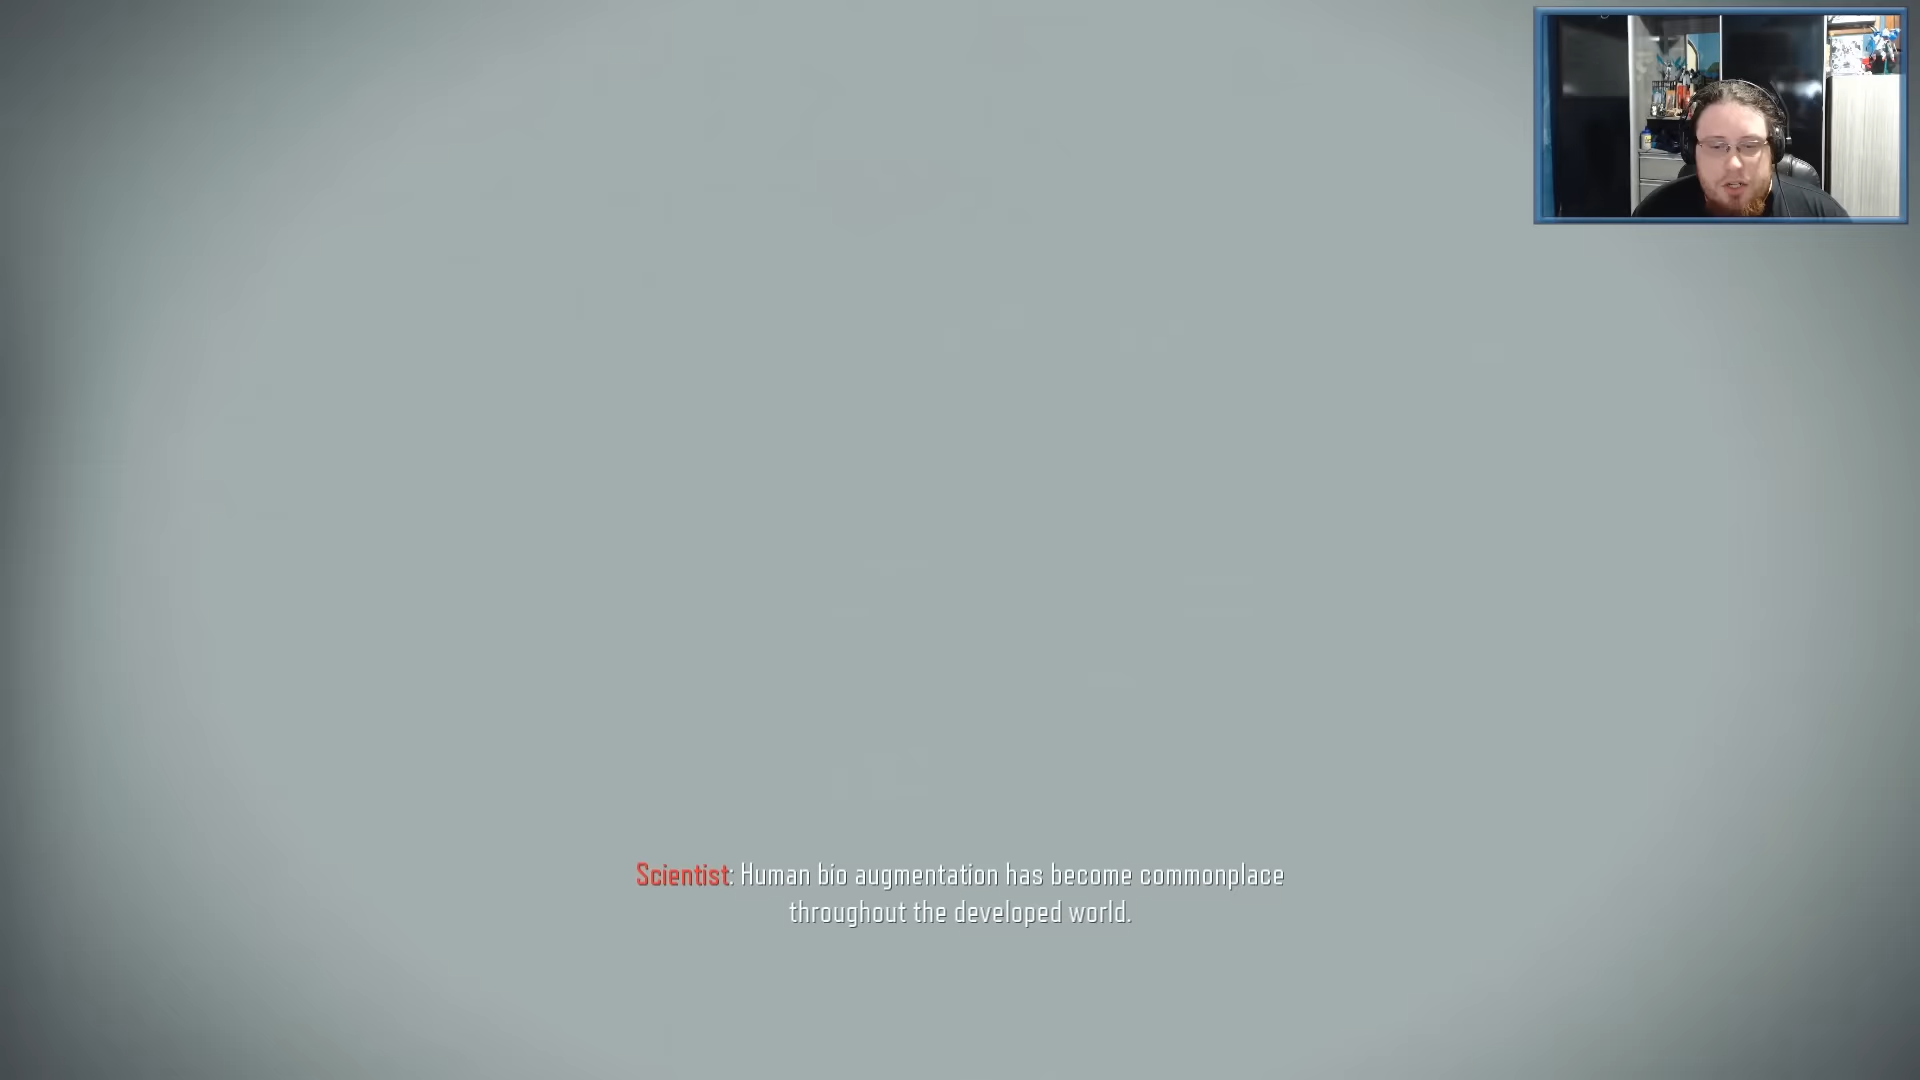 Scientist: Human bio augmentation has become commonplace
throughout the developed world.